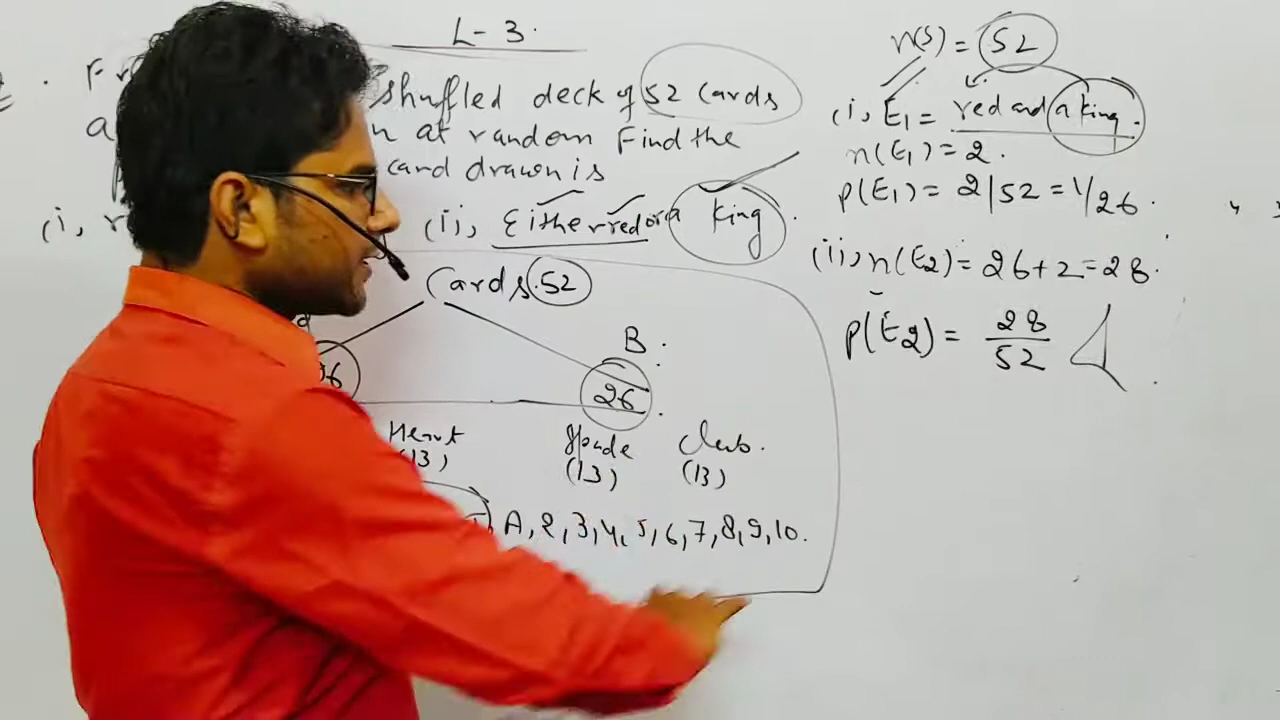 L-3.
shuffled deck of 52 Cards
at random Find the
card drawn is
(i, r
(ii, Either red or a king.
Cards 52
B
26
Heart
(13)
Spade
(13)
Club.
(13)
A, 2, 3, 4, 5, 6, 7, 8, 9, 10.
n(S) = 52
(i, E1 = red and a king.
n(E1) = 2.
p(E1) = 2/52 = 1/26.
(ii, n(E2) = 26+2=28.
p(E2) = 28/52